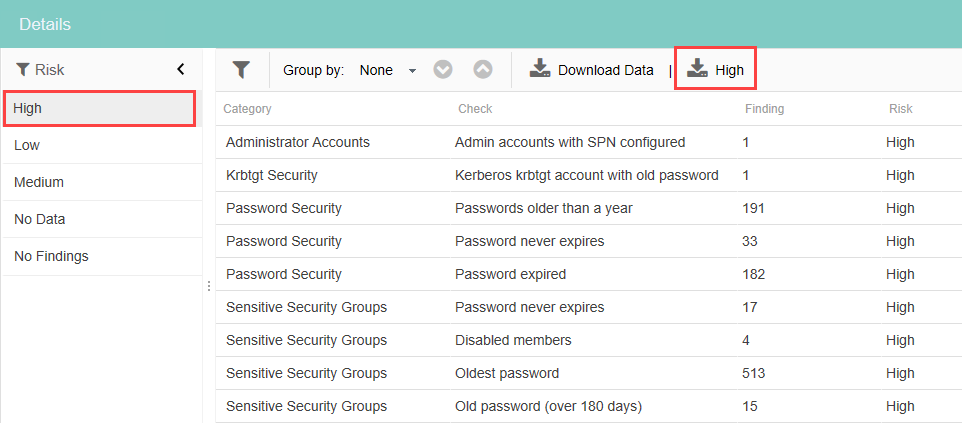 Details
Risk
High
Low
Medium
No Data
No Findings
Group by: None Download Data | High
Category Check Finding Risk
Administrator Accounts Admin accounts with SPN configured 1 High
Krbtgt Security Kerberos krbtgt account with old password 1 High
Password Security Passwords older than a year 191 High
Password Security Password never expires 33 High
Password Security Password expired 182 High
Sensitive Security Groups Password never expires 17 High
Sensitive Security Groups Disabled members 4 High
Sensitive Security Groups Oldest password 513 High
Sensitive Security Groups Old password (over 180 days) 15 High